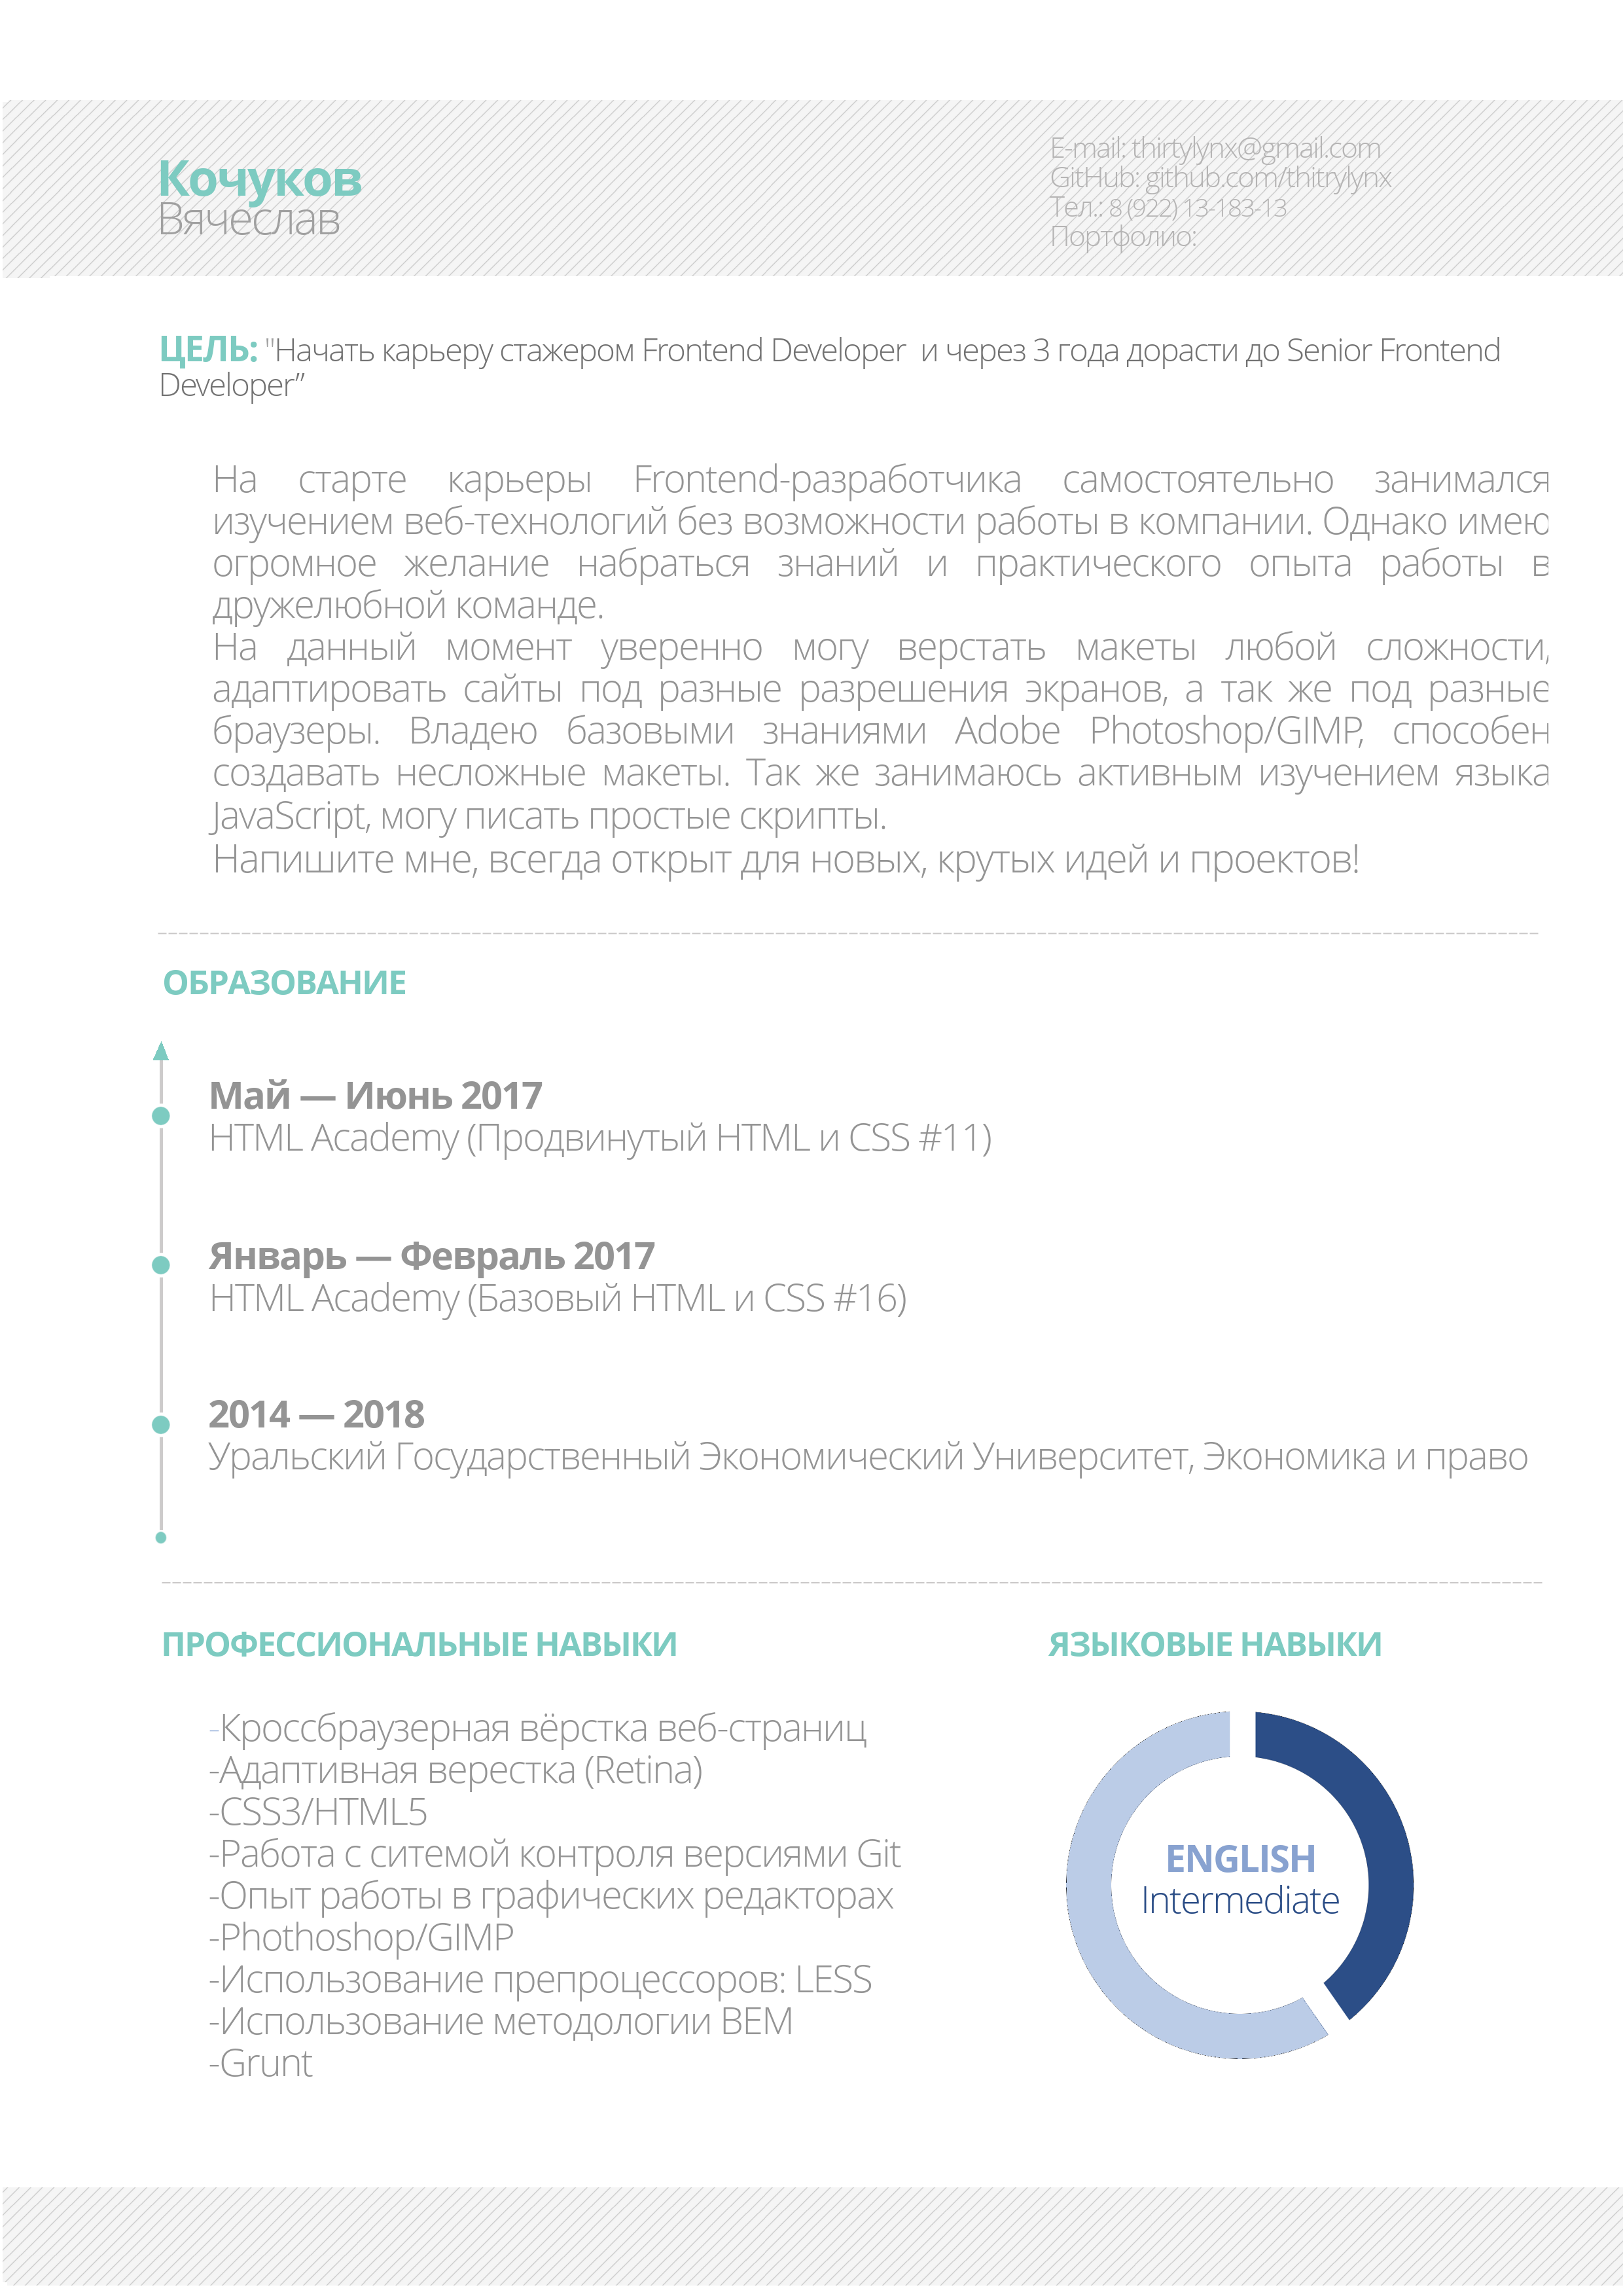 Кочуков
Вячеслав
E-mail: thirtylynx@gmail.com
GitHub: github.com/thitrylynx
Тел.: 8 (922) 13-183-13
Портфолио:
ЦЕЛЬ: "Начать карьеру стажером Frontend Developer и через 3 года дорасти до Senior Frontend
Developer”
На старте карьеры Frontend-разработчика самостоятельно занимался
изучением веб-технологий без возможности работы в компании. Однако имею
огромное желание набраться знаний и практического опыта работы в
дружелюбной команде.
На данный момент уверенно могу верстать макеты любой сложности,
адаптировать сайты под разные разрешения экранов, а так же под разные
браузеры. Владею базовыми знаниями Adobe Photoshop/GIMP, способен
создавать несложные макеты. Так же занимаюсь активным изучением языка
JavaScript, могу писать простые скрипты.
Напишите мне, всегда открыт для новых, крутых идей и проектов!
ОБРАЗОВАНИЕ
Май — Июнь 2017
HTML Academy (Продвинутый HTML и CSS #11)
Январь — Февраль 2017
HTML Academy (Базовый HTML и CSS #16)
2014 — 2018
Уральский Государственный Экономический Университет, Экономика и право
ПРОФЕССИОНАЛЬНЫЕ НАВЫКИ
-Кроссбраузерная вёрстка веб-страниц
-Адаптивная верестка (Retina)
-CSS3/HTML5
-Работа с ситемой контроля версиями Git
-Опыт работы в графических редакторах
-Phothoshop/GIMP
-Использование препроцессоров: LESS
-Использование методологии BEM
-Grunt
ЯЗЫКОВЫЕ НАВЫКИ
ENGLISH
Intermediate